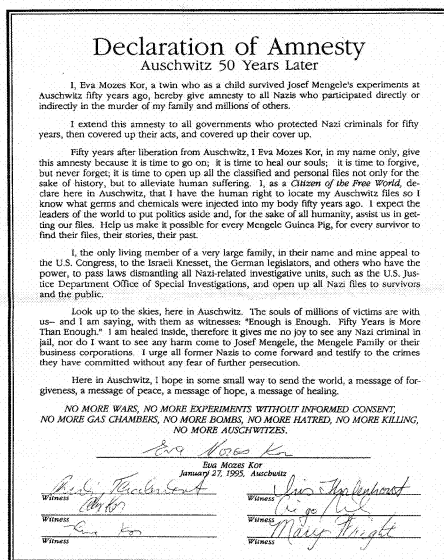 Declaration of Amnesty
Auschwitz 50 Years Later
I, Eva Mozes Kor, a twin who as a child survived Josef Mengele's experiments at
Auschwitz fifty years ago, hereby give amnesty to all Nazis who participated directly or
indirectly in the murder of my family and millions of others.
I extend this amnesty to all governments who protected Nazi criminals for fifty
years, then covered up their acts, and covered up their cover up.
Fifty years after liberation from Auschwitz, I Eva Mozes Kor, in my name only, give
this amnesty because it is time to go on; it is time to heal our souls; it is time to forgive,
but never forget; it is time to open up all the classified and personal files not only for the
sake of history, but to alleviate human suffering. I, as a Citizen of the Free World, de-
clare here in Auschwitz, that I have the human right to locate my Auschwitz files so I
know what germs and chemicals were injected into my body fifty years ago. I expect the
leaders of the world to put politics aside and, for the sake of all humanity, assist us in get-
ting our files. Help us make it possible for every Mengele Guinea Pig, for every survivor to
find their files, their stories, their past.
I, the only living member of a very large family, in their name and mine appeal to
the U.S. Congress, to the Israeli Knesset, the German legislators, and others who have the
power, to pass laws dismantling all Nazi-related investigative units, such as the U.S. Jus-
tice Department Office of Special Investigations, and open up all Nazi files to survivors
and the public.
Look up to the skies, here in Auschwitz. The souls of millions of victims are with
us-- and I am saying, with them as witnesses: "Enough is Enough. Fifty Years is More
Than Enough." I am healed inside, therefore it gives me no joy to see any Nazi criminal in
jail, nor do I want to see any harm come to Josef Mengele, the Mengele Family or their
business corporations. I urge all former Nazis to come forward and testify to the crimes
they have committed without any fear of further persecution.
Here in Auschwitz, I hope in some small way to send the world, a message of for-
giveness, a message of peace, a message of hope, a message of healing.
NO MORE WARS, NO MORE EXPERIMENTS WITHOUT INFORMED CONSENT,
NO MORE GAS CHAMBERS, NO MORE BOMBS, NO MORE HATRED, NO MORE KILLING,
NO MORE AUSCHWITZES.
Eva Mozes Kor
Eva Mozes Kor
January 27, 1995, Auschwitz
Witness
Witness
Kor
Witness
Witness
Kor
Mary Wright
Witness
Witness